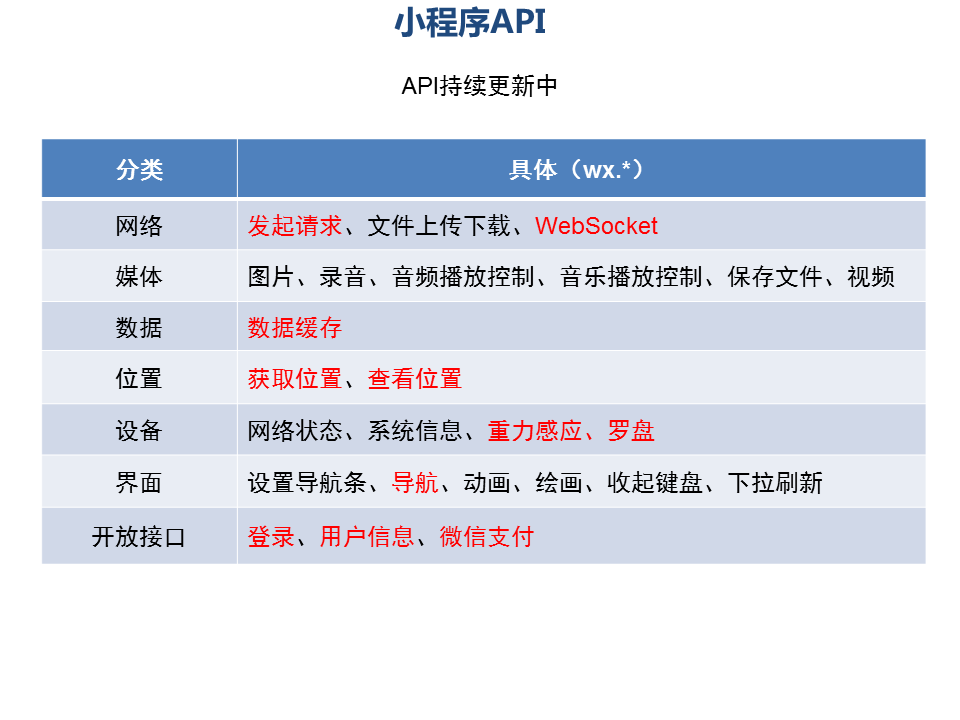 小程序API
API持续更新中
分类 具体（wx.*）
网络 发起请求、文件上传下载、WebSocket
媒体 图片、录音、音频播放控制、音乐播放控制、保存文件、视频
数据 数据缓存
位置 获取位置、查看位置
设备 网络状态、系统信息、重力感应、罗盘
界面 设置导航条、导航、动画、绘画、收起键盘、下拉刷新
开放接口 登录、用户信息、微信支付